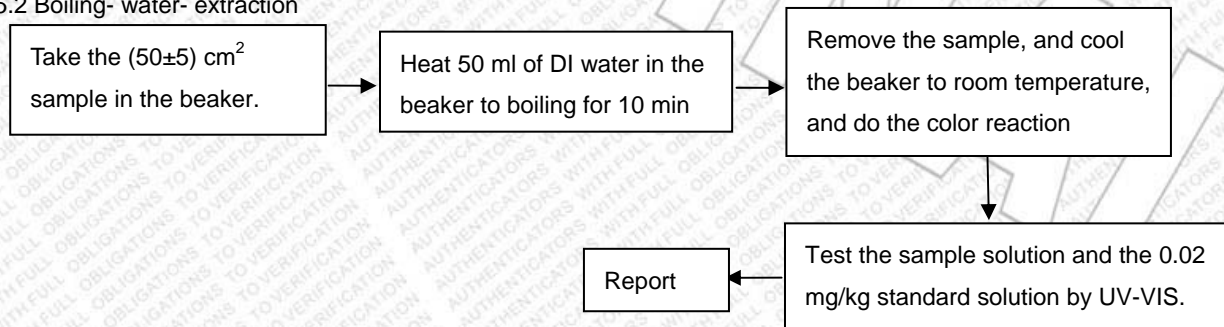 5.2 Boiling- water- extraction
Take the (50±5) cm²
sample in the beaker.
Heat 50 ml of DI water in the
beaker to boiling for 10 min
Remove the sample, and cool
the beaker to room temperature,
and do the color reaction
Test the sample solution and the 0.02
mg/kg standard solution by UV-VIS.
Report